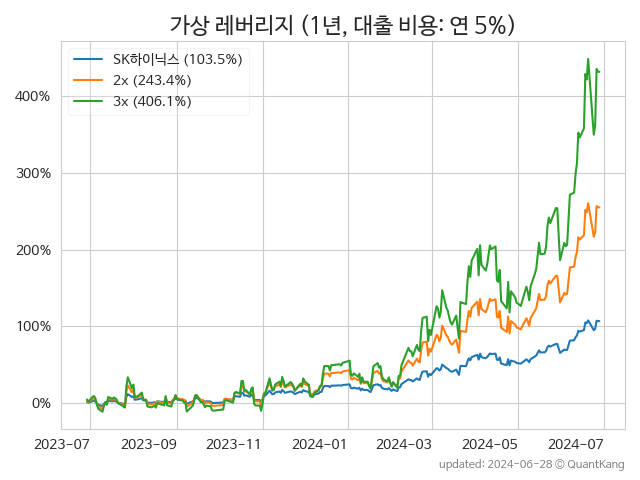 가상 레버리지 (1년, 대출 비용: 연 5%)
SK하이닉스 (103.5%)
2x (243.4%)
3x (406.1%)
400%
300%
200%
100%
0%
2023-07 2023-09 2023-11 2024-01 2024-03 2024-05 2024-07
updated: 2024-06-28 © QuantKang